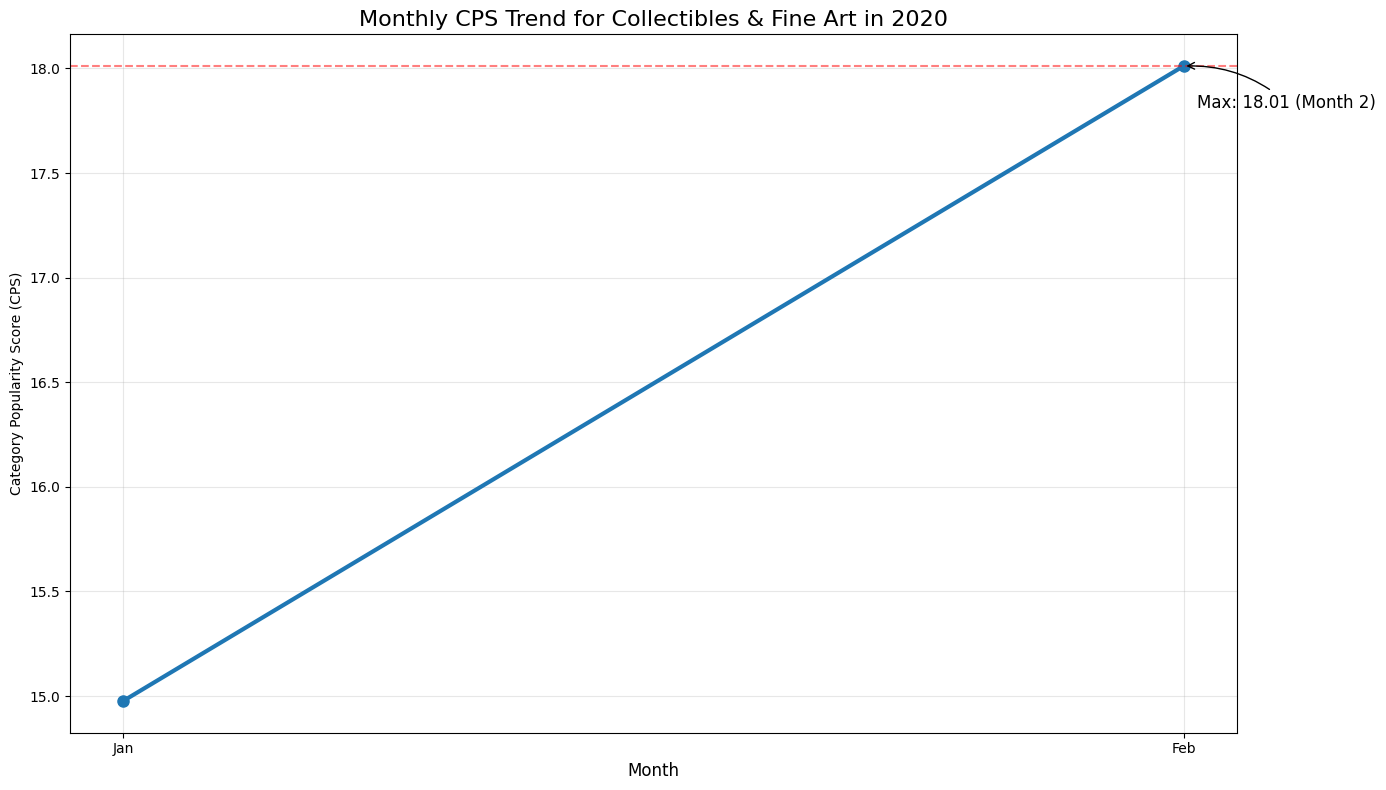 Monthly CPS Trend for Collectibles & Fine Art in 2020
Category Popularity Score (CPS)
18.0
17.5
17.0
16.5
16.0
15.5
15.0
Max: 18.01 (Month 2)
Jan
Feb
Month